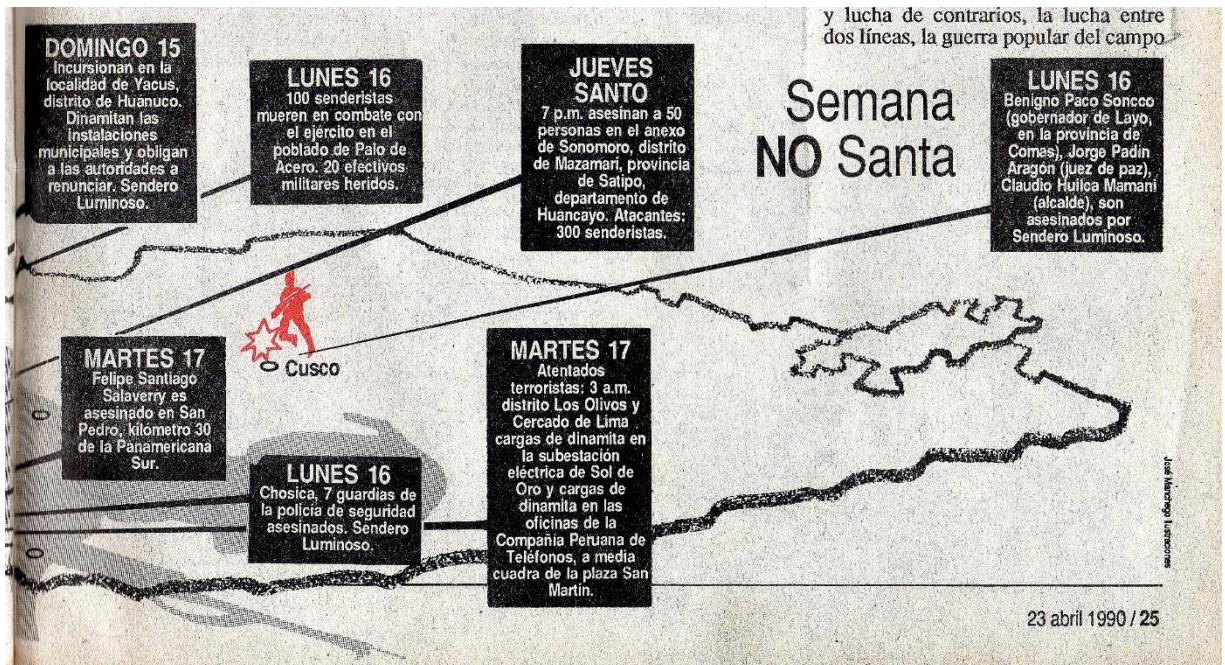 y lucha de contrarios, la lucha entre
dos líneas, la guerra popular del campo
DOMINGO 15
Incursionan en la
localidad de Yacus,
distrito de Huanuco.
Dinamitan las
instalaciones
municipales y obligan
a las autoridades a
renunciar. Sendero
Luminoso.
LUNES 16
100 senderistas
mueren en combate con
el ejército en el
poblado de Palo de
Acero. 20 efectivos
militares heridos.
JUEVES
SANTO
7 p.m. asesinan a 50
personas en el anexo
de Sonomoro, distrito
de Mazamari, provincia
de Satipo,
departamento de
Huancayo. Atacantes:
300 senderistas.
Semana
NO Santa
LUNES 16
Benigno Paco Soncco
(gobernador de Layo,
en la provincia de
Comas), Jorge Padín
Aragón (juez de paz),
Claudio Huilca Mamani
(alcalde), son
asesinados por
Sendero Luminoso.
Cusco
MARTES 17
Felipe Santiago
Salaverry es
asesinado en San
Pedro, kilómetro 30
de la Panamericana
Sur.
LUNES 16
Chosica, 7 guardias de
la policía de seguridad
asesinados. Sendero
Luminoso.
MARTES 17
Atentados
terroristas: 3 a.m.
distrito Los Olivos y
Cercado de Lima
cargas de dinamita en
la subestación
eléctrica de Sol de
Oro y cargas de
dinamita en las
oficinas de la
Compañía Peruana de
Teléfonos, a media
cuadra de la plaza San
Martín.
José Manchego Ilustraciones
23 abril 1990 / 25